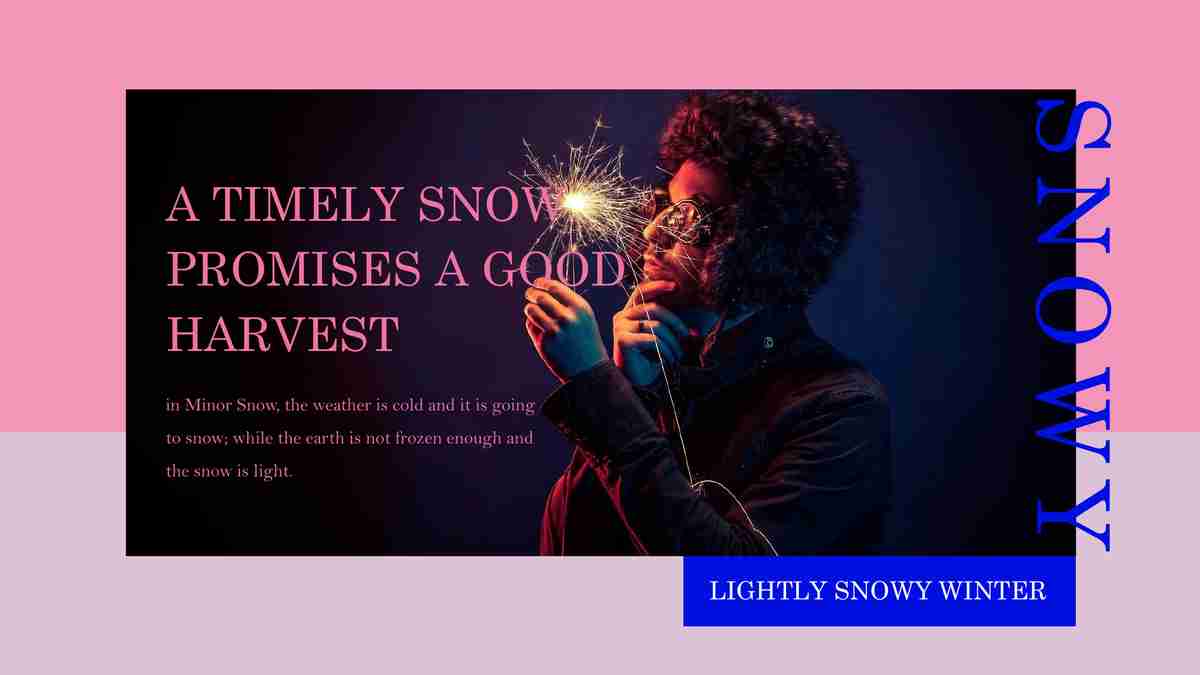 A TIMELY SNOW
PROMISES A GOOD
HARVEST
in Minor Snow, the weather is cold and it is going
to snow; while the earth is not frozen enough and
the snow is light.
SNOWY
LIGHTLY SNOWY WINTER